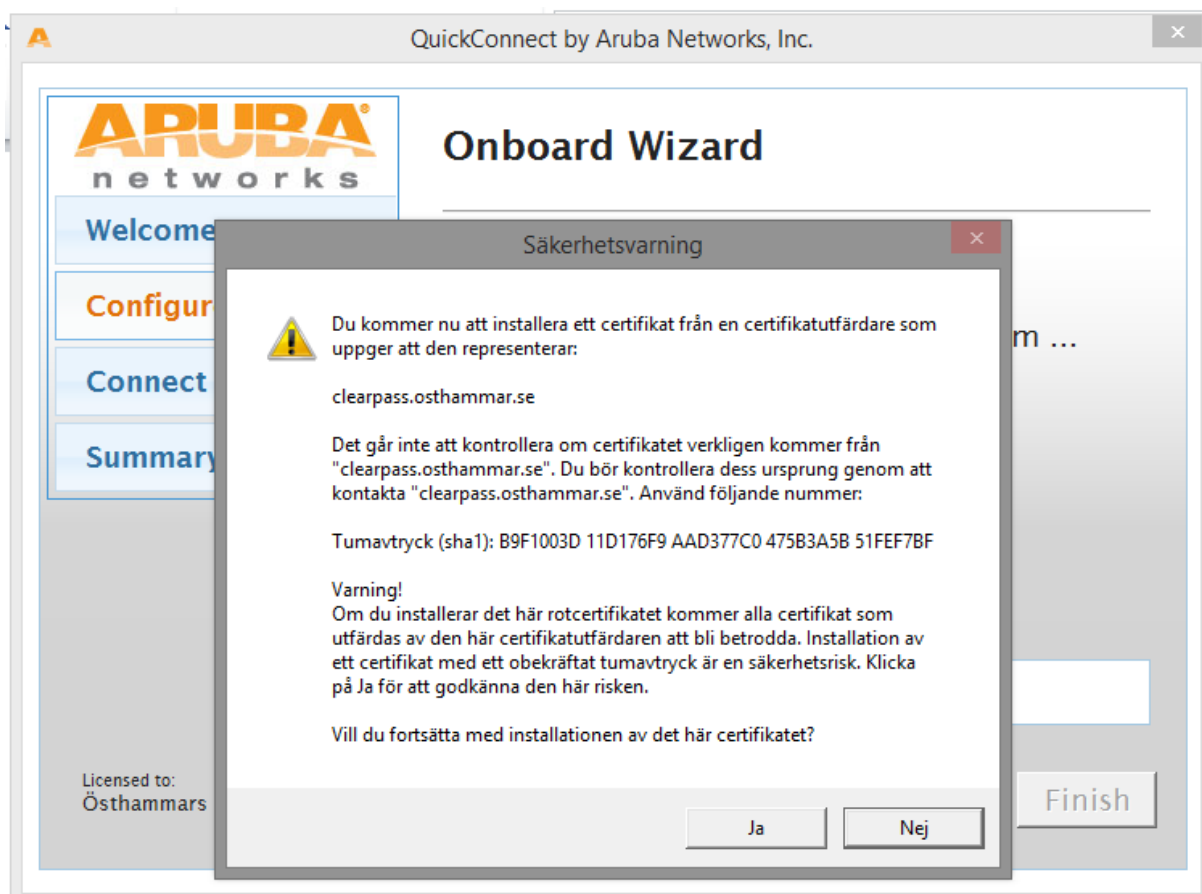 QuickConnect by Aruba Networks, Inc.
ARUBA
networks
Onboard Wizard
Welcome
Säkerhetsvarning
Configur
Du kommer nu att installera ett certifikat från en certifikatutfärdare som
uppger att den representerar:
m ...
Connect
clearpass.osthammar.se
Summary
Det går inte att kontrollera om certifikatet verkligen kommer från
"clearpass.osthammar.se". Du bör kontrollera dess ursprung genom att
kontakta "clearpass.osthammar.se". Använd följande nummer:
Tumavtryck (sha1): B9F1003D 11D176F9 AAD377C0 475B3A5B 51FEF7BF
Varning!
Om du installerar det här rotcertifikatet kommer alla certifikat som
utfärdas av den här certifikatutfärdaren att bli betrodda. Installation av
ett certifikat med ett obekräftat tumavtryck är en säkerhetsrisk. Klicka
på Ja för att godkänna den här risken.
Vill du fortsätta med installationen av det här certifikatet?
Licensed to:
Östhammars
Ja
Nej
Finish